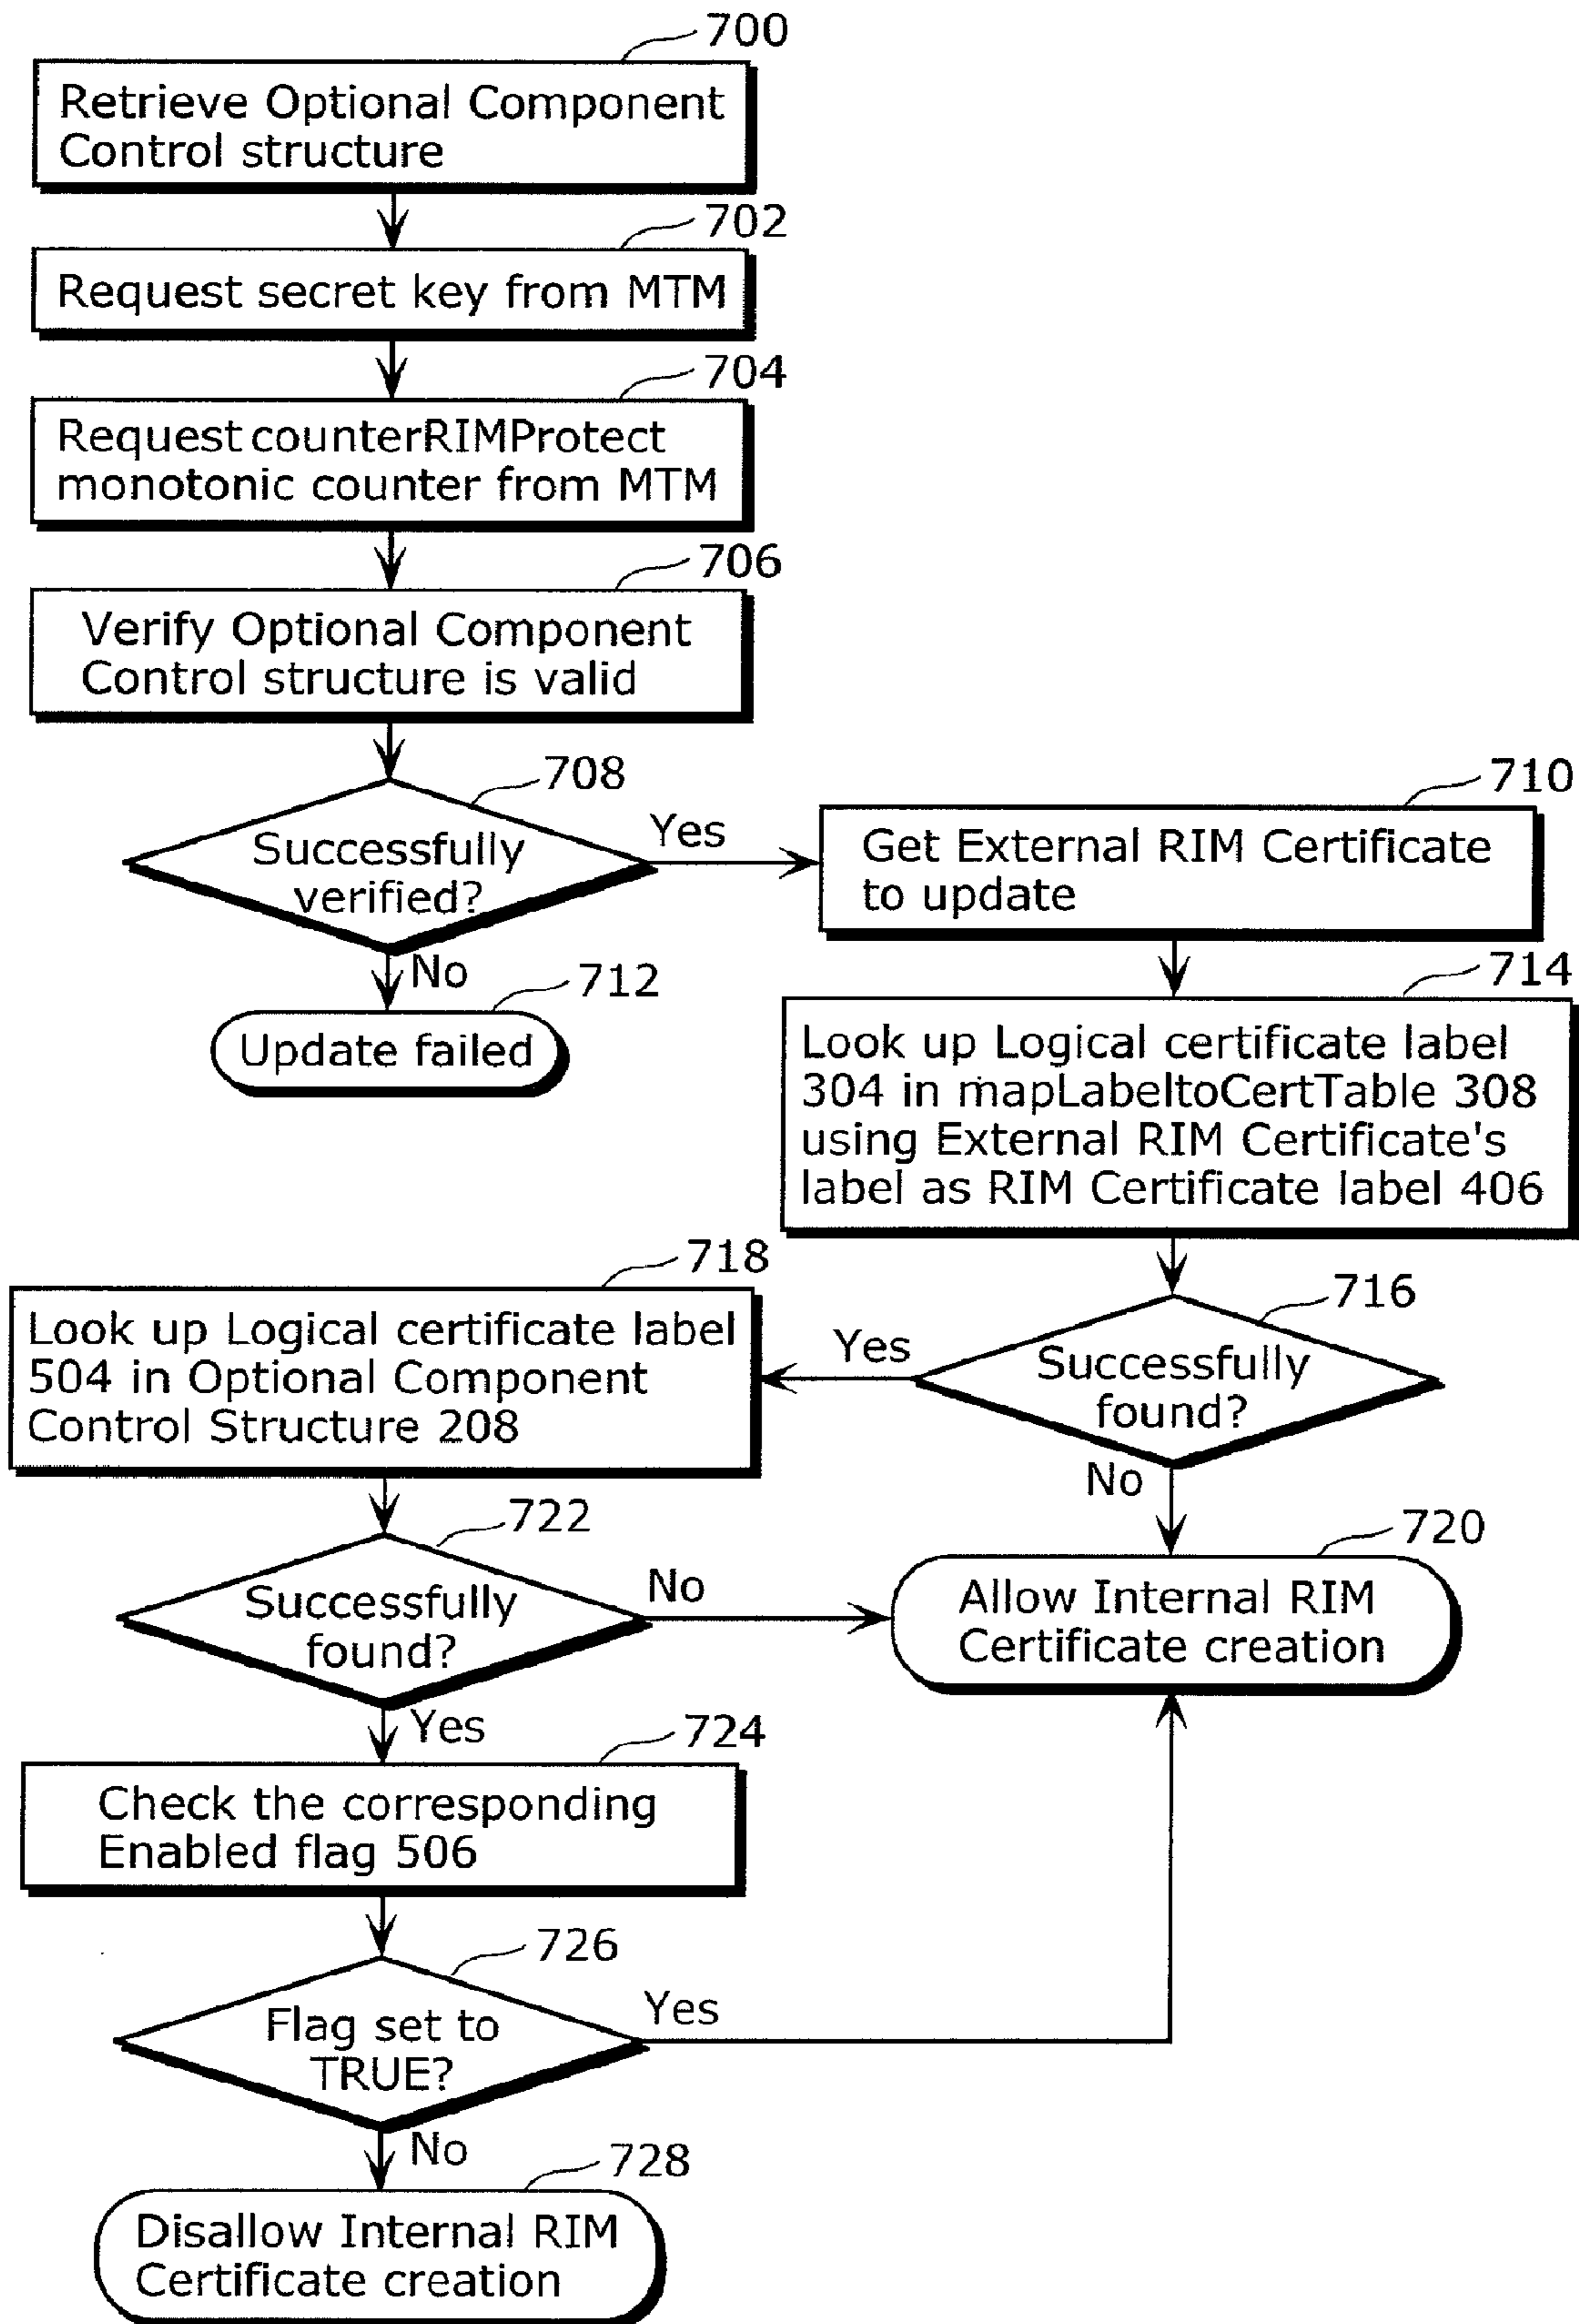 700
Retrieve Optional Component
Control structure
702
Request secret key from MTM
704
Request counterRIMProtect
monotonic counter from MTM
706
Verify Optional Component
Control structure is valid
708
Successfully
verified?
Yes
No
710
Get External RIM Certificate
to update
712
Update failed
714
Look up Logical certificate label
304 in mapLabeltoCertTable 308
using External RIM Certificate's
label as RIM Certificate label 406
716
Successfully
found?
Yes
No
718
Look up Logical certificate label
504 in Optional Component
Control Structure 208
720
Allow Internal RIM
Certificate creation
722
Successfully
found?
No
Yes
724
Check the corresponding
Enabled flag 506
726
Flag set to
TRUE?
Yes
No
728
Disallow Internal RIM
Certificate creation